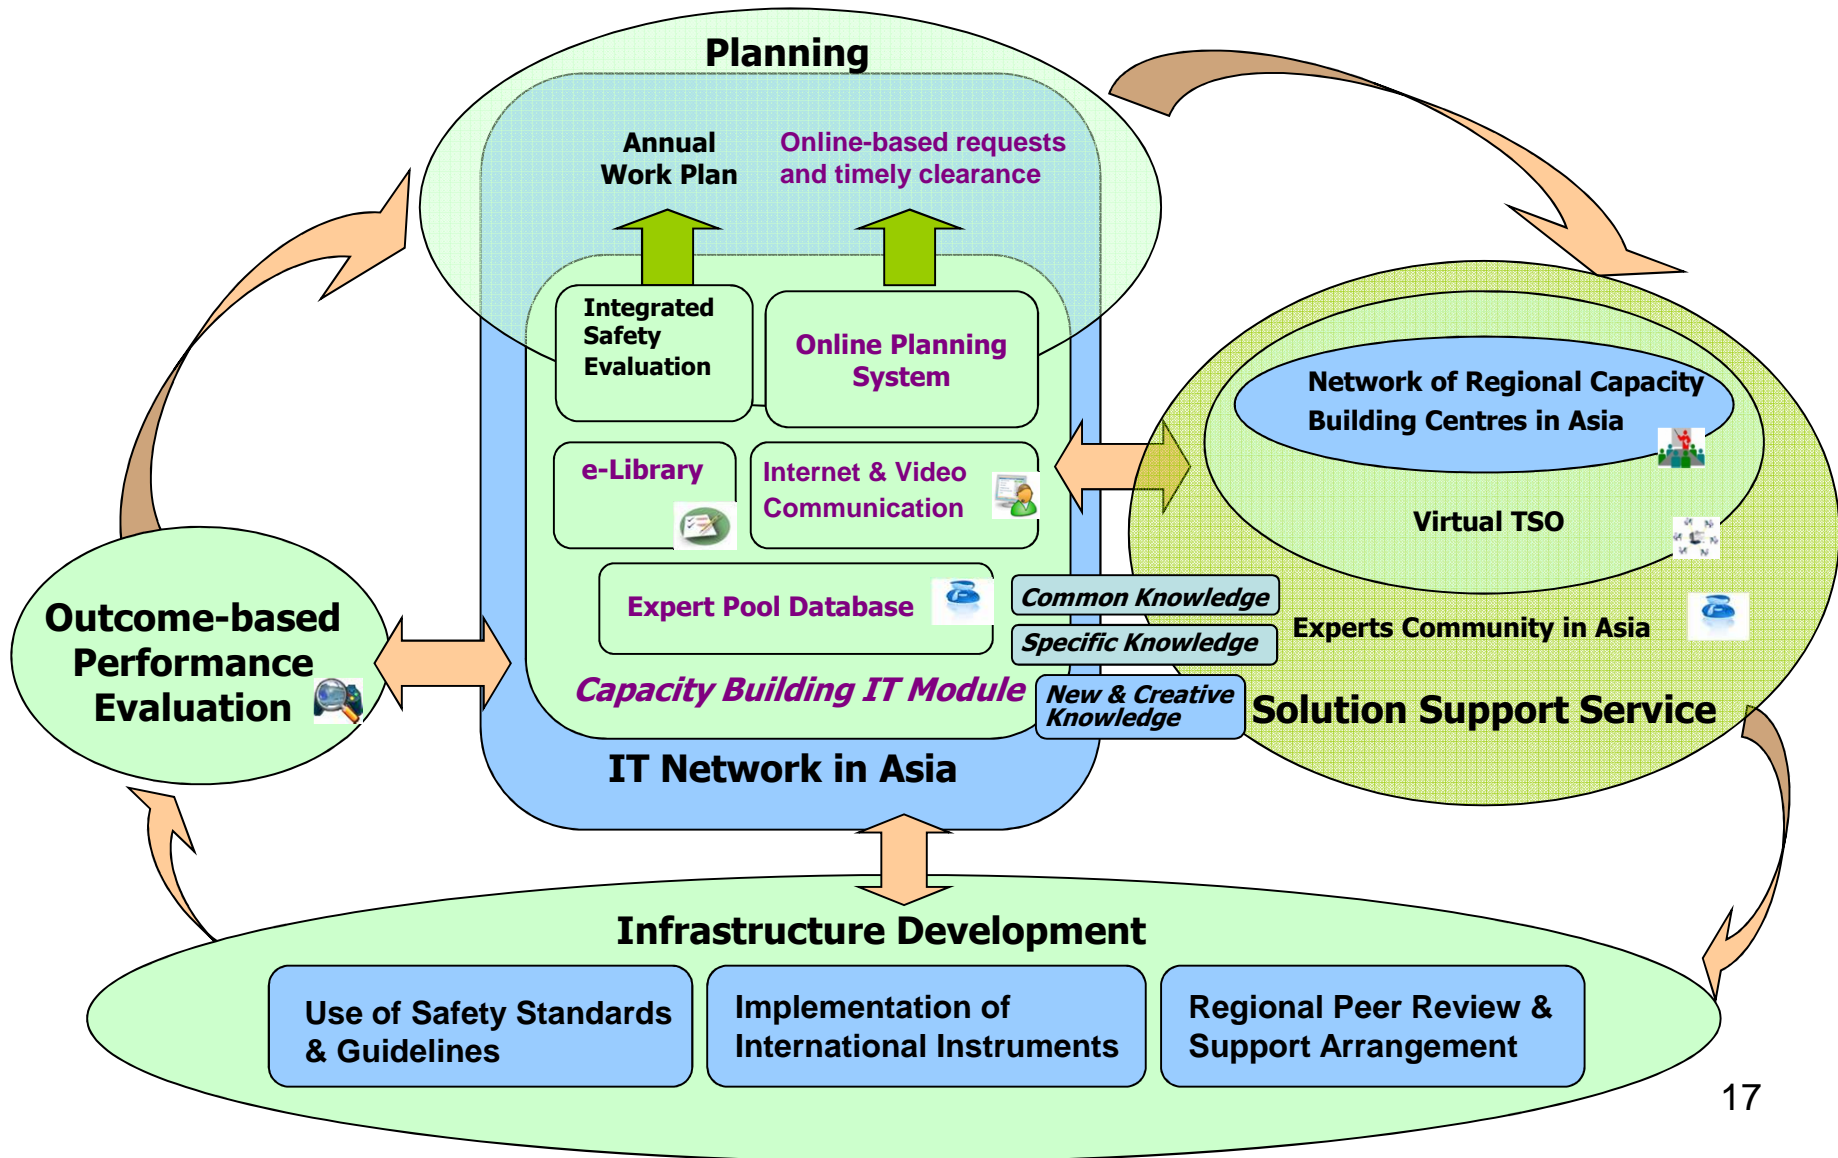 Planning
Annual
Work Plan
Online-based requests
and timely clearance
Integrated
Safety
Evaluation
Online Planning
System
e-Library
Internet & Video
Communication
Expert Pool Database
Capacity Building IT Module
IT Network in Asia
Common Knowledge
Specific Knowledge
New & Creative
Knowledge
Network of Regional Capacity
Building Centres in Asia
Virtual TSO
Experts Community in Asia
Solution Support Service
Outcome-based
Performance
Evaluation
Infrastructure Development
Use of Safety Standards
& Guidelines
Implementation of
International Instruments
Regional Peer Review &
Support Arrangement
17